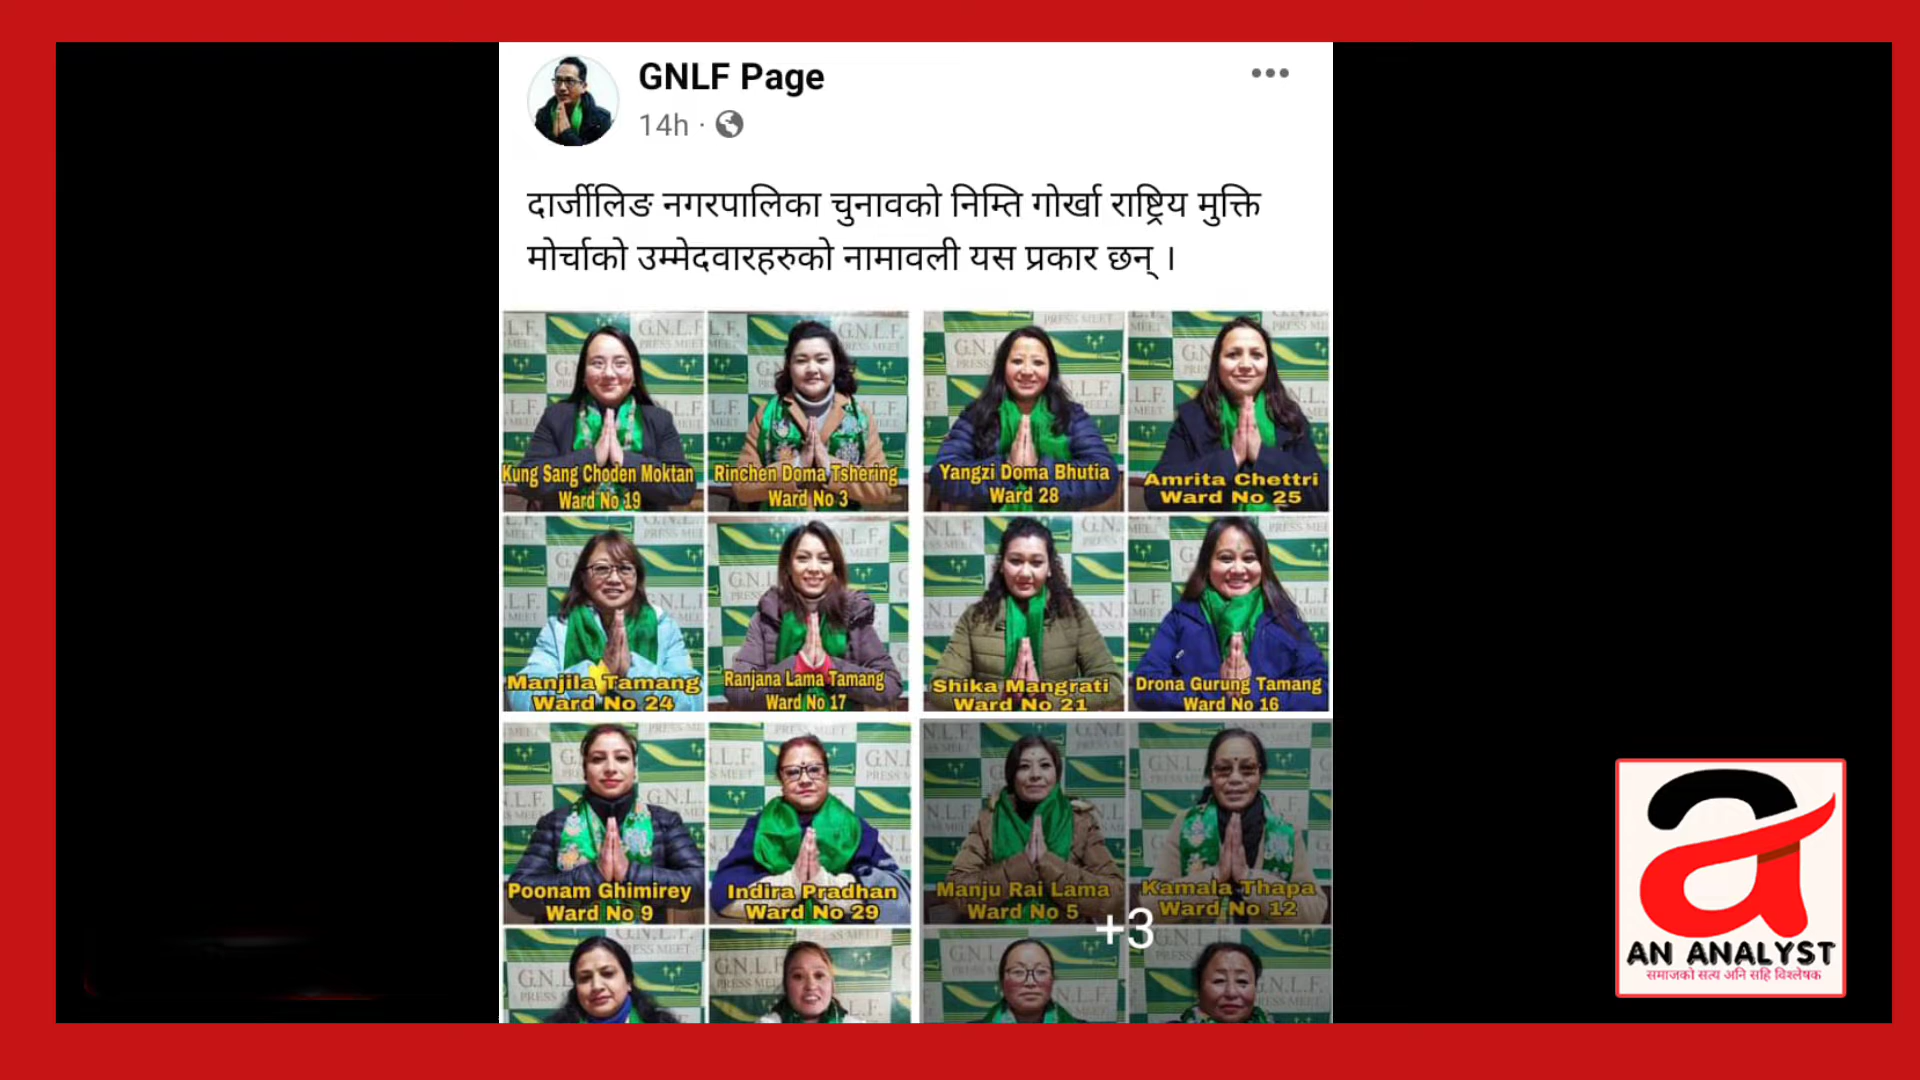 GNLF Page
14h ·
दार्जीलिङ नगरपालिका चुनावको निम्ति गोर्खा राष्ट्रिय मुक्ति
मोर्चाको उम्मेदवारहरुको नामावली यस प्रकार छन् ।
Kung Sang Choden Moktan
Ward No 19
Rinchen Doma Tshering
Ward No 3
Yangzi Doma Bhutia
Ward 28
Amrita Chettri
Ward No 25
Manjila Tamang
Ward No 24
Ranjana Lama Tamang
Ward No 17
Shika Mangrati
Ward No 21
Drona Gurung Tamang
Ward No 16
Poonam Ghimirey
Ward No 9
Indira Pradhan
Ward No 29
Manju Rai Lama
Ward No 5
Kamala Thapa
Ward No 12
+3
AN ANALYST
समाजको सत्य अनि सहि विश्लेषक